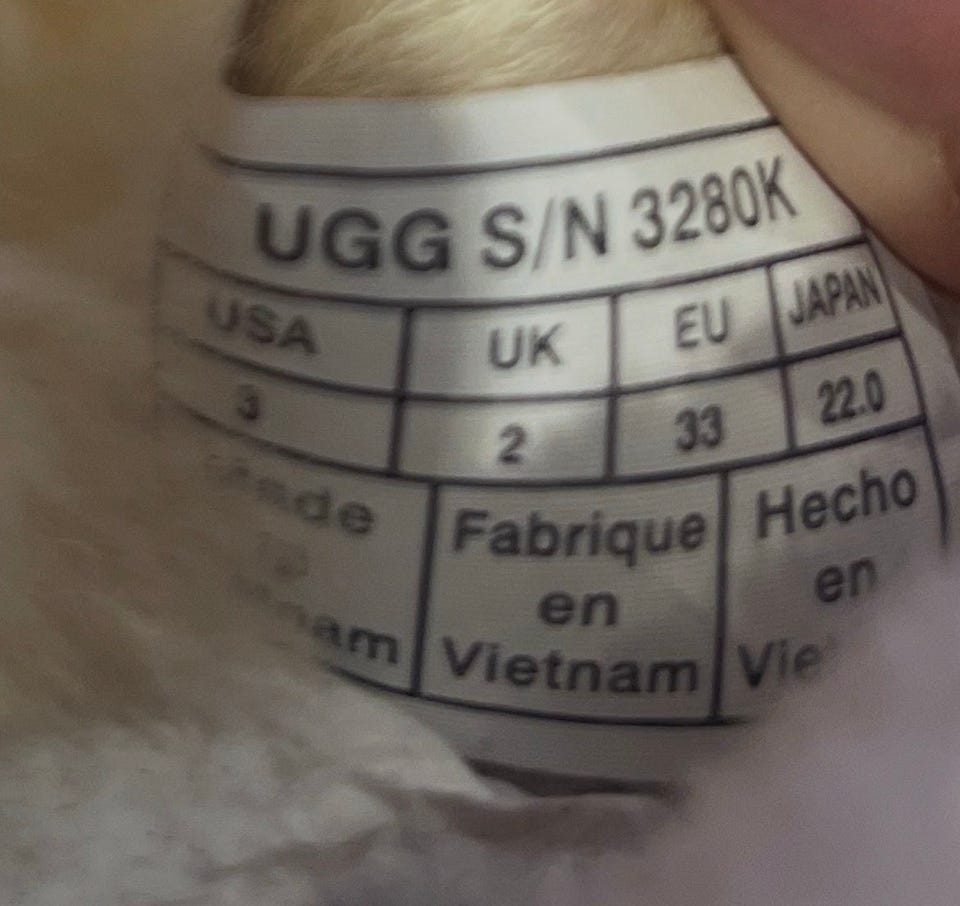 UGG S/N 3280K
USA UK EU JAPAN
3 2 33 22.0
Fabrique Hecho
en en
Vietnam